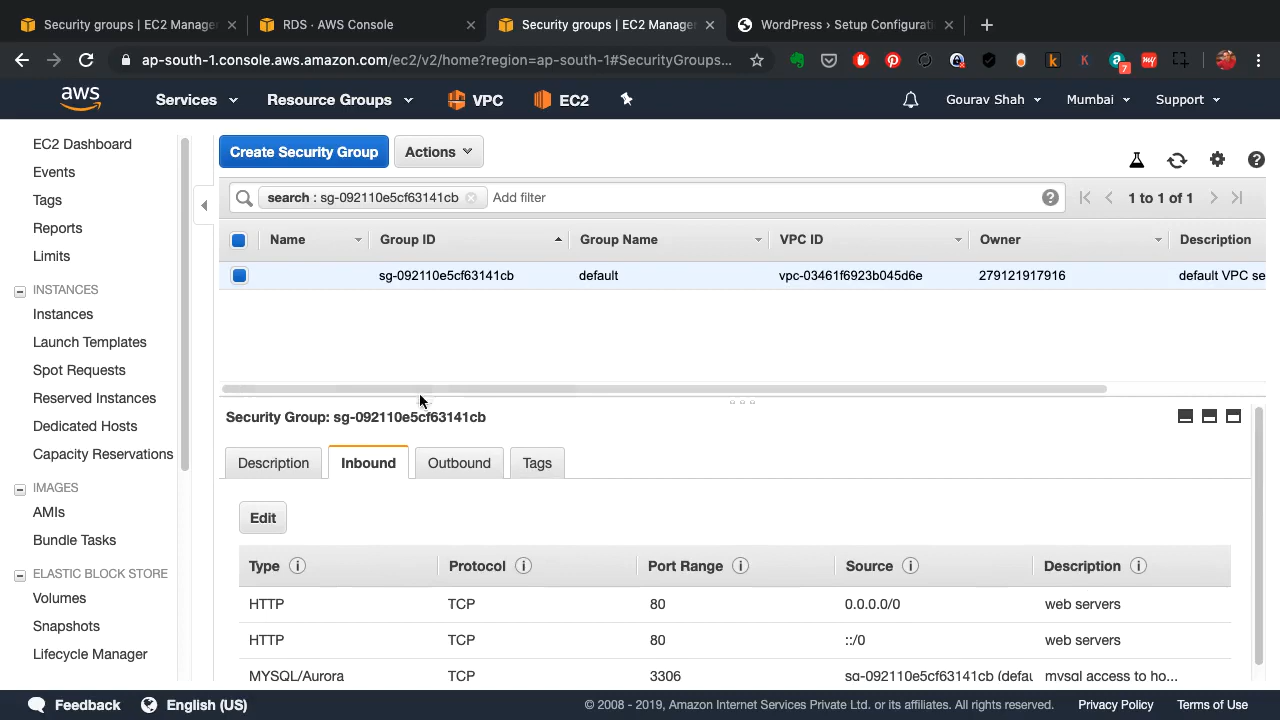 Security groups | EC2 Manage
RDS · AWS Console
Security groups | EC2 Manage
WordPress › Setup Configurati
ap-south-1.console.aws.amazon.com/ec2/v2/home?region=ap-south-1#SecurityGroups...
7
aws
Services
Resource Groups
VPC
EC2
Gourav Shah
Mumbai
Support
EC2 Dashboard
Events
Tags
Reports
Limits
INSTANCES
Instances
Launch Templates
Spot Requests
Reserved Instances
Dedicated Hosts
Capacity Reservations
IMAGES
AMIs
Bundle Tasks
ELASTIC BLOCK STORE
Volumes
Snapshots
Lifecycle Manager
Create Security Group
Actions
search : sg-092110e5cf63141cb
Add filter
1 to 1 of 1
Name Group ID Group Name VPC ID Owner Description
sg-092110e5cf63141cb default vpc-03461f6923b045d6e 279121917916 default VPC se
Security Group: sg-092110e5cf63141cb
Description Inbound Outbound Tags
Edit
Type Protocol Port Range Source Description
HTTP TCP 80 0.0.0.0/0 web servers
HTTP TCP 80 ::/0 web servers
MYSQL/Aurora TCP 3306 sg-092110e5cf63141cb (defau mysql access to ho...
Feedback
English (US)
© 2008 - 2019, Amazon Internet Services Private Ltd. or its affiliates. All rights reserved.
Privacy Policy
Terms of Use